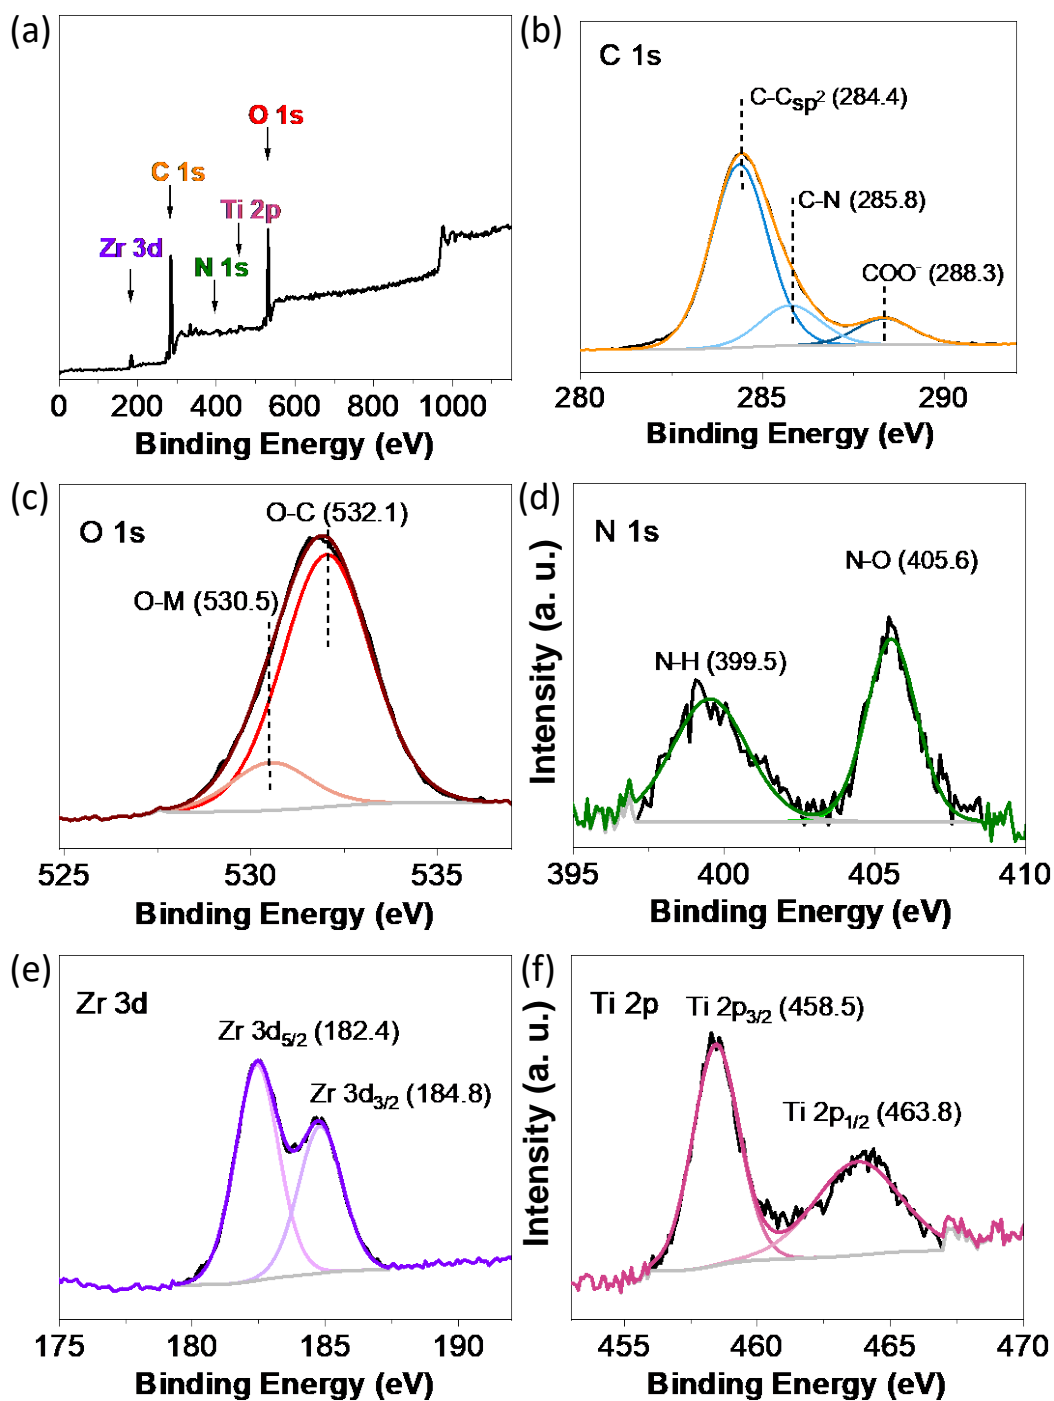 (a)
O 1s
C 1s
Ti 2p
Zr 3d
N 1s
0 200 400 600 800 1000
Binding Energy (eV)
(b)
C 1s
C-Csp² (284.4)
C-N (285.8)
COO⁻ (288.3)
280 285 290
Binding Energy (eV)
(c)
O 1s
O-C (532.1)
O-M (530.5)
525 530 535
Binding Energy (eV)
(d)
N 1s
N-O (405.6)
N-H (399.5)
Intensity (a. u.)
395 400 405 410
Binding Energy (eV)
(e)
Zr 3d
Zr 3d5/2 (182.4)
Zr 3d3/2 (184.8)
175 180 185 190
Binding Energy (eV)
(f)
Ti 2p
Ti 2p3/2 (458.5)
Ti 2p1/2 (463.8)
Intensity (a. u.)
455 460 465 470
Binding Energy (eV)